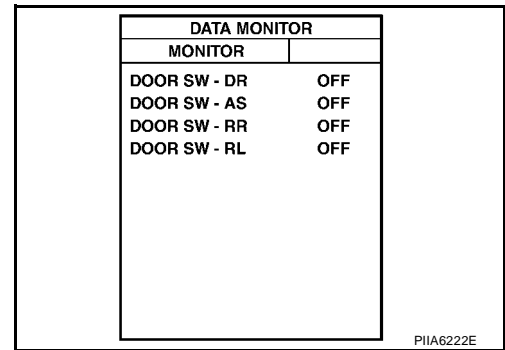 DATA MONITOR
MONITOR
DOOR SW - DR OFF
DOOR SW - AS OFF
DOOR SW - RR OFF
DOOR SW - RL OFF
PIIA6222E